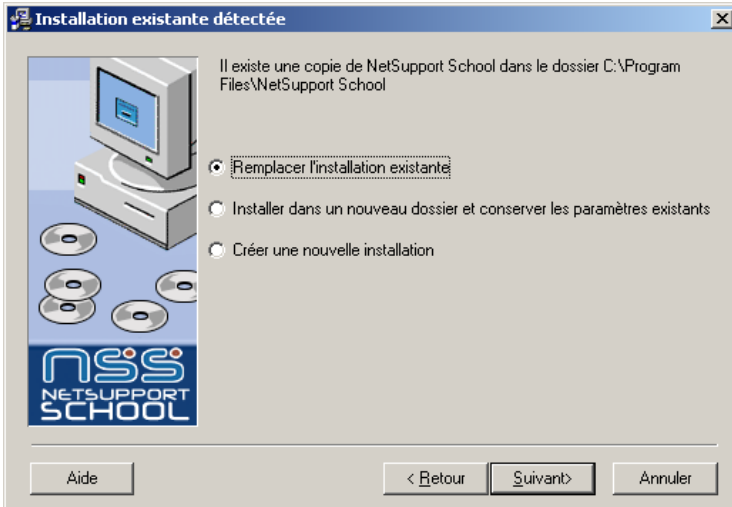 Installation existante détectée
Il existe une copie de NetSupport School dans le dossier C:\Program
Files\NetSupport School
Remplacer l'installation existante
Installer dans un nouveau dossier et conserver les paramètres existants
Créer une nouvelle installation
nss
NETSUPPORT
SCHOOL
Aide
< Retour
Suivant>
Annuler